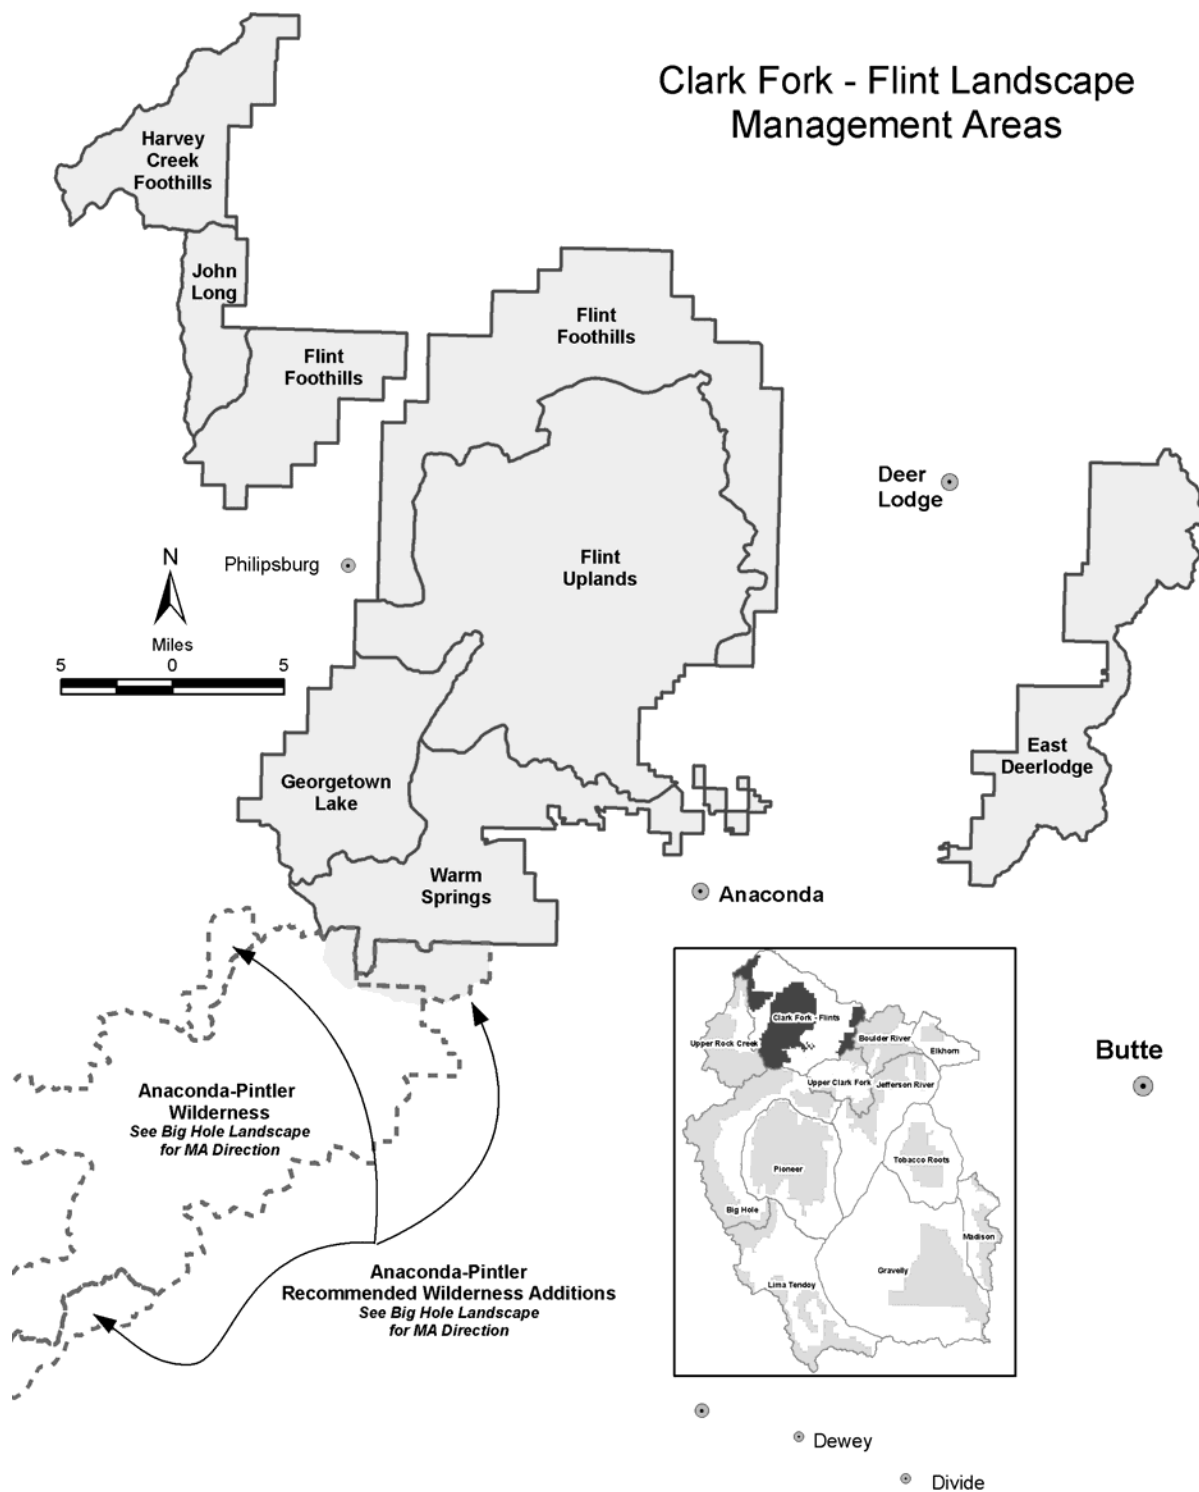 Clark Fork - Flint Landscape
Management Areas
Harvey
Creek
Foothills
John
Long
Flint
Foothills
Flint
Foothills
Deer
Lodge
Philipsburg
N
Miles
5 0 5
Flint
Uplands
East
Deerlodge
Georgetown
Lake
Warm
Springs
Anaconda
Clark Fork - Flints
Upper Rock Creek
Boulder River
Elkhorn
Upper Clark Fork
Jefferson River
Pioneer
Tobacco Roots
Big Hole
Madison
Gravelly
Lima Tendoy
Butte
Anaconda-Pintler
Wilderness
See Big Hole Landscape
for MA Direction
Anaconda-Pintler
Recommended Wilderness Additions
See Big Hole Landscape
for MA Direction
Dewey
Divide